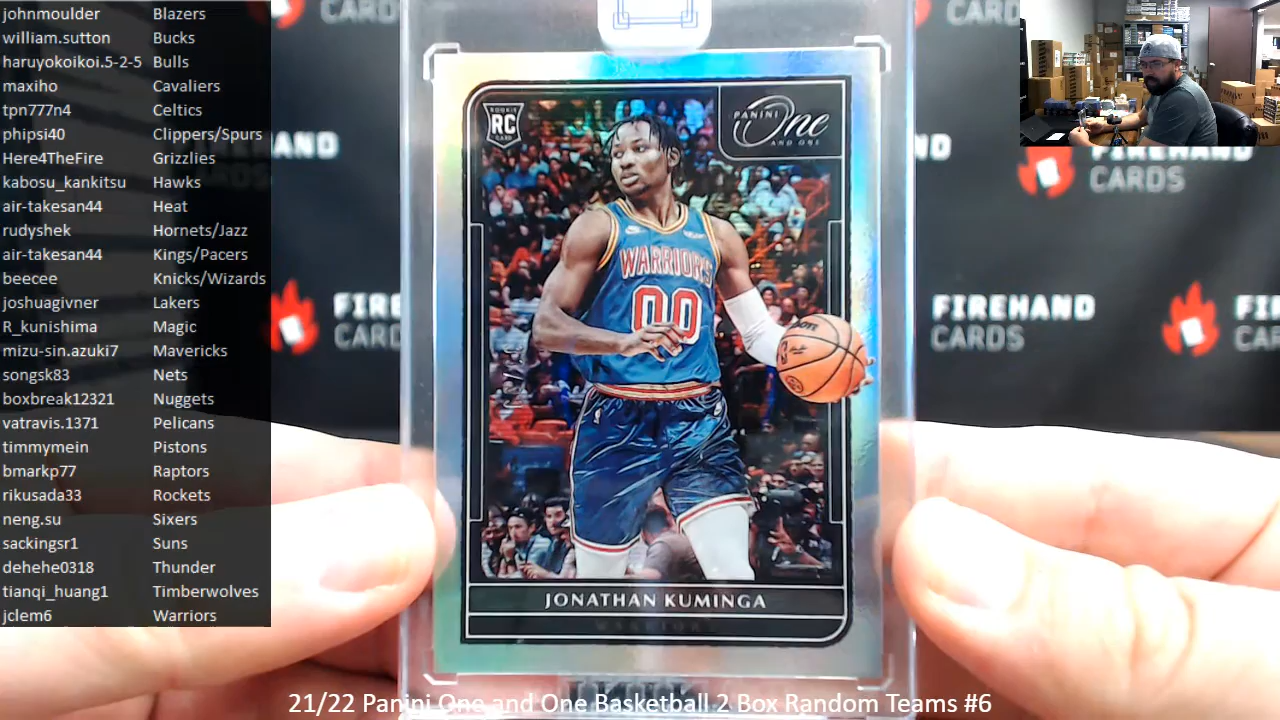 johnmoulder Blazers
william.sutton Bucks
haruyokoikoi.5-2-5 Bulls
maxiho Cavaliers
tpn777n4 Celtics
phipsi40 Clippers/Spurs
Here4TheFire Grizzlies
kabosu_kankitsu Hawks
air-takesan44 Heat
rudyshek Hornets/Jazz
air-takesan44 Kings/Pacers
beecee Knicks/Wizards
joshuagivner Lakers
R_kunishima Magic
mizu-sin.azuki7 Mavericks
songsk83 Nets
boxbreak12321 Nuggets
vatravis.1371 Pelicans
timmymein Pistons
bmarkp77 Raptors
rikusada33 Rockets
neng.su Sixers
sackingsr1 Suns
dehehe0318 Thunder
tianqi_huang1 Timberwolves
jclem6 Warriors
ROOKIE
RC
CARD
PANINI
One
AND ONE
WARRIORS
00
JONATHAN KUMINGA
WARRIORS
CARDS
FIREHAND
CARDS
FIREHAND
CARDS
21/22 Panini One and One Basketball 2 Box Random Teams #6